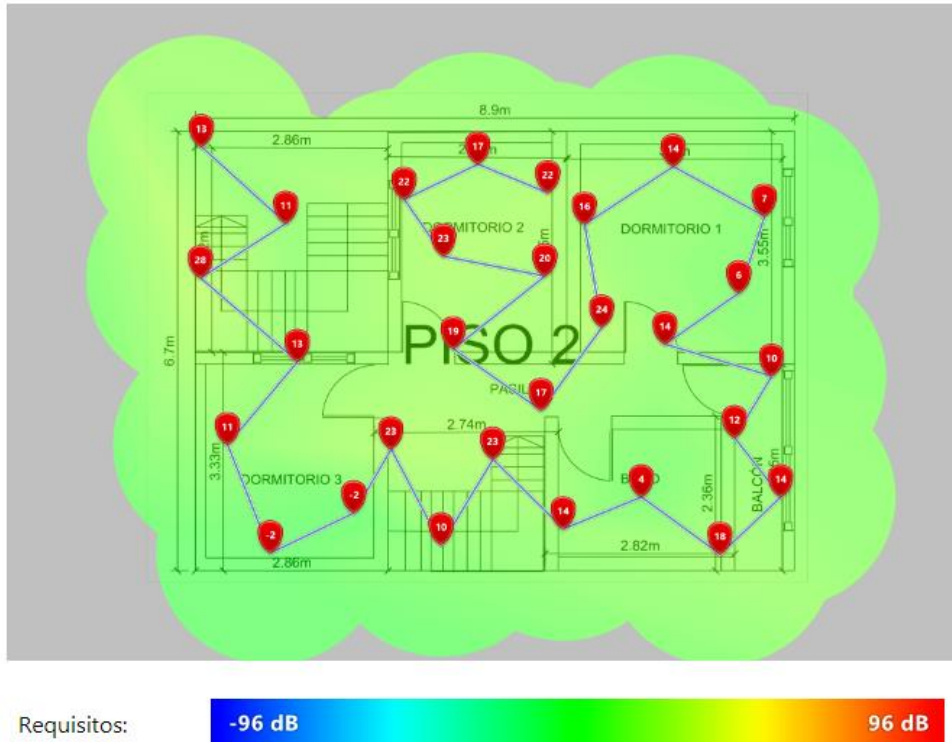 8.9m
13
2.86m
17
14
22
22
7
11
16
DORMITORIO 2
DORMITORIO 1
23
3.55m
28
20
6
24
13
19
14
PISO 2
6.7m
10
PASIL
17
11
23
2.74m
12
23
3.33m
DORMITORIO 3
-2
14
4
14
2.36m
BALCÓN
-2
10
18
2.82m
2.86m
Requisitos:
-96 dB
96 dB